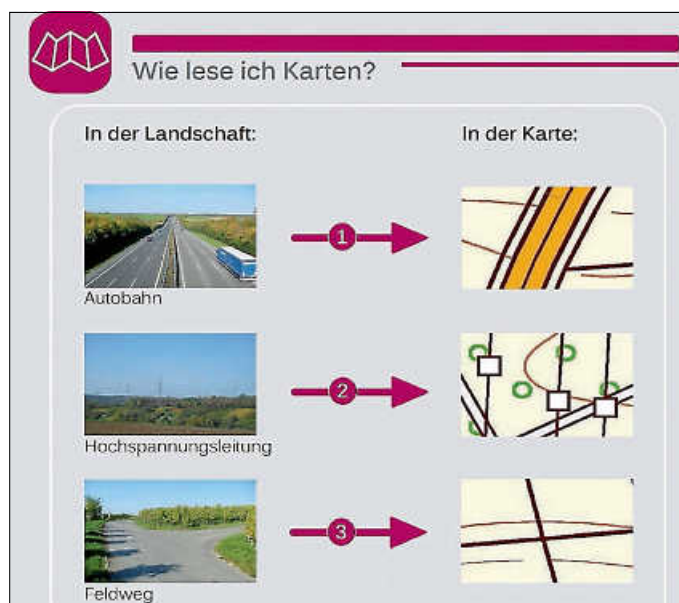 Wie lese ich Karten?
In der Landschaft:
In der Karte:
1
Autobahn
2
Hochspannungsleitung
3
Feldweg